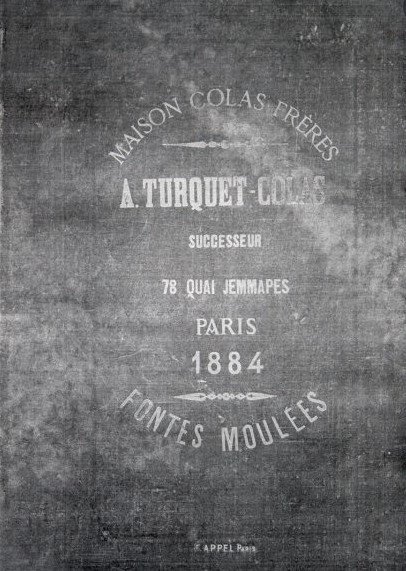 MAISON COLAS FRÈRES
A. TURQUET-COLAS
SUCCESSEUR
78 QUAI JEMMAPES
PARIS
1884
FONTES MOULÉES
F. APPEL PARIS